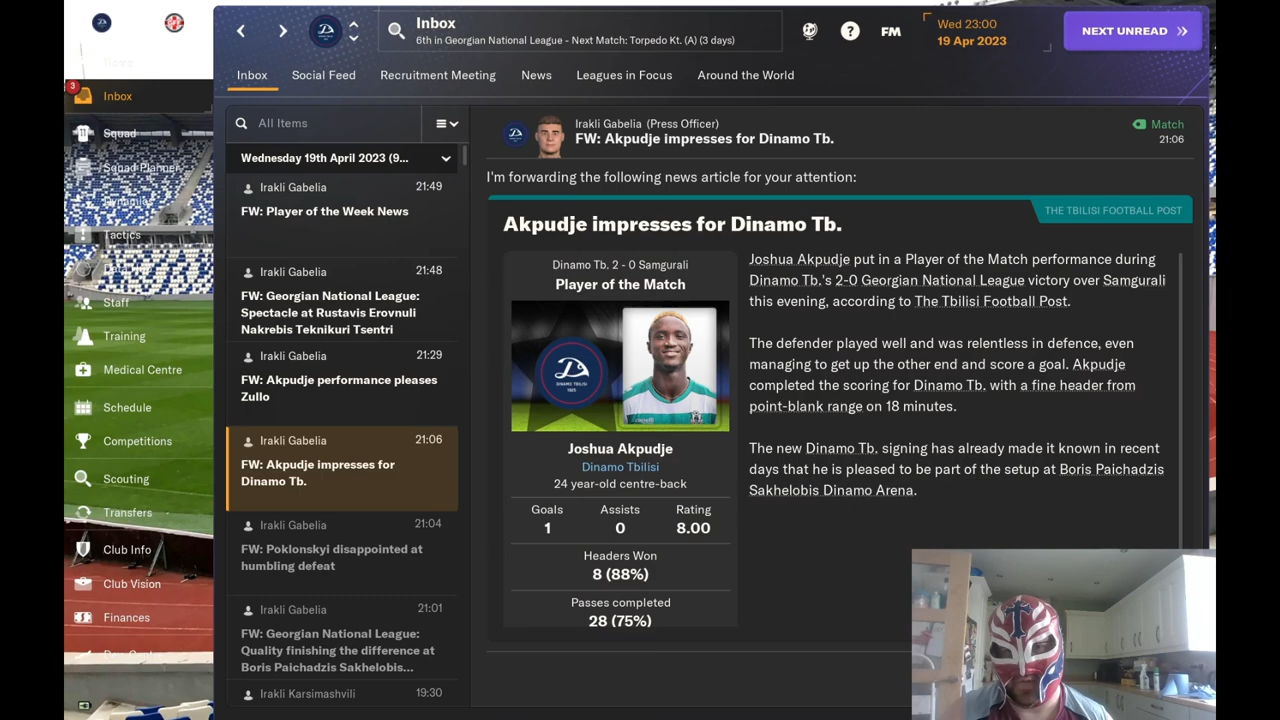 Inbox
6th in Georgian National League - Next Match: Torpedo Kt. (A) (3 days)
FM
Wed 23:00
19 Apr 2023
NEXT UNREAD
Inbox
Social Feed
Recruitment Meeting
News
Leagues in Focus
Around the World
3
Inbox
Squad
Squad Planner
Dynamics
Tactics
Data Hub
Staff
Training
Medical Centre
Schedule
Competitions
Scouting
Transfers
Club Info
Club Vision
Finances
All Items
Wednesday 19th April 2023 (9...
Irakli Gabelia 21:49
FW: Player of the Week News
Irakli Gabelia 21:48
FW: Georgian National League:
Spectacle at Rustavis Erovnuli
Nakrebis Teknikuri Tsentri
Irakli Gabelia 21:29
FW: Akpudje performance pleases
Zullo
Irakli Gabelia 21:06
FW: Akpudje impresses for
Dinamo Tb.
Irakli Gabelia 21:04
FW: Poklonskyi disappointed at
humbling defeat
Irakli Gabelia 21:01
FW: Georgian National League:
Quality finishing the difference at
Boris Paichadzis Sakhelobis...
Irakli Karsimashvili 19:30
Irakli Gabelia (Press Officer)
FW: Akpudje impresses for Dinamo Tb.
Match
21:06
I'm forwarding the following news article for your attention:
THE TBILISI FOOTBALL POST
Akpudje impresses for Dinamo Tb.
Dinamo Tb. 2 - 0 Samgurali
Player of the Match
DINAMO TBILISI
1925
Joshua Akpudje
Dinamo Tbilisi
24 year-old centre-back
Goals Assists Rating
1 0 8.00
Headers Won
8 (88%)
Passes completed
28 (75%)
Joshua Akpudje put in a Player of the Match performance during
Dinamo Tb.'s 2-0 Georgian National League victory over Samgurali
this evening, according to The Tbilisi Football Post.
The defender played well and was relentless in defence, even
managing to get up the other end and score a goal. Akpudje
completed the scoring for Dinamo Tb. with a fine header from
point-blank range on 18 minutes.
The new Dinamo Tb. signing has already made it known in recent
days that he is pleased to be part of the setup at Boris Paichadzis
Sakhelobis Dinamo Arena.